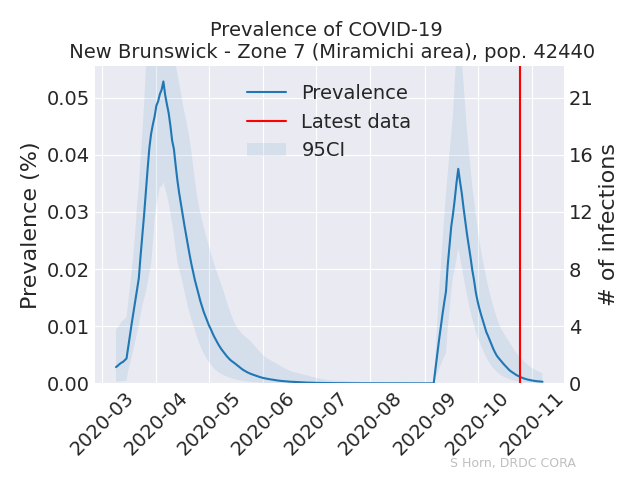 Prevalence of COVID-19
New Brunswick - Zone 7 (Miramichi area), pop. 42440
Prevalence
Latest data
95CI
Prevalence (%)
0.05
0.04
0.03
0.02
0.01
0.00
# of infections
21
16
12
8
4
0
2020-03
2020-04
2020-05
2020-06
2020-07
2020-08
2020-09
2020-10
2020-11
S Horn, DRDC CORA